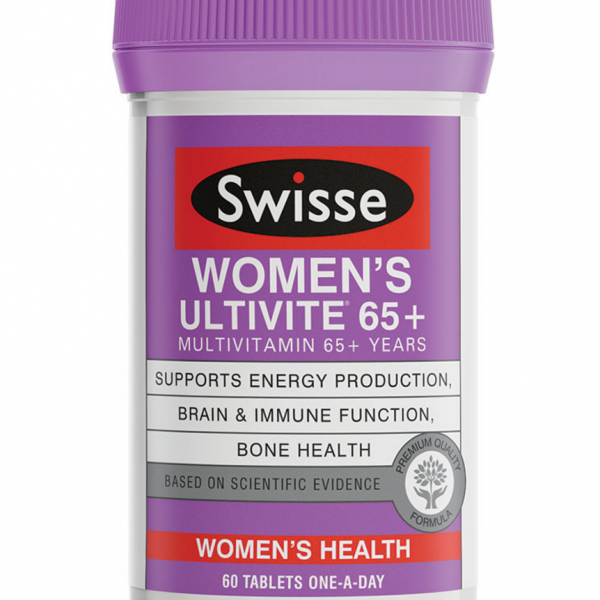 Swisse
WOMEN'S
ULTIVITE® 65+
MULTIVITAMIN 65+ YEARS
SUPPORTS ENERGY PRODUCTION,
BRAIN & IMMUNE FUNCTION,
BONE HEALTH
BASED ON SCIENTIFIC EVIDENCE
PREMIUM QUALITY
FORMULA
WOMEN'S HEALTH
60 TABLETS ONE-A-DAY